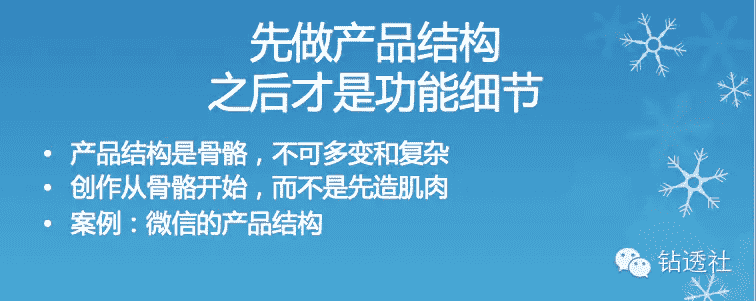 先做产品结构
之后才是功能细节
• 产品结构是骨骼，不可多变和复杂
• 创作从骨骼开始，而不是先造肌肉
• 案例：微信的产品结构
钻透社